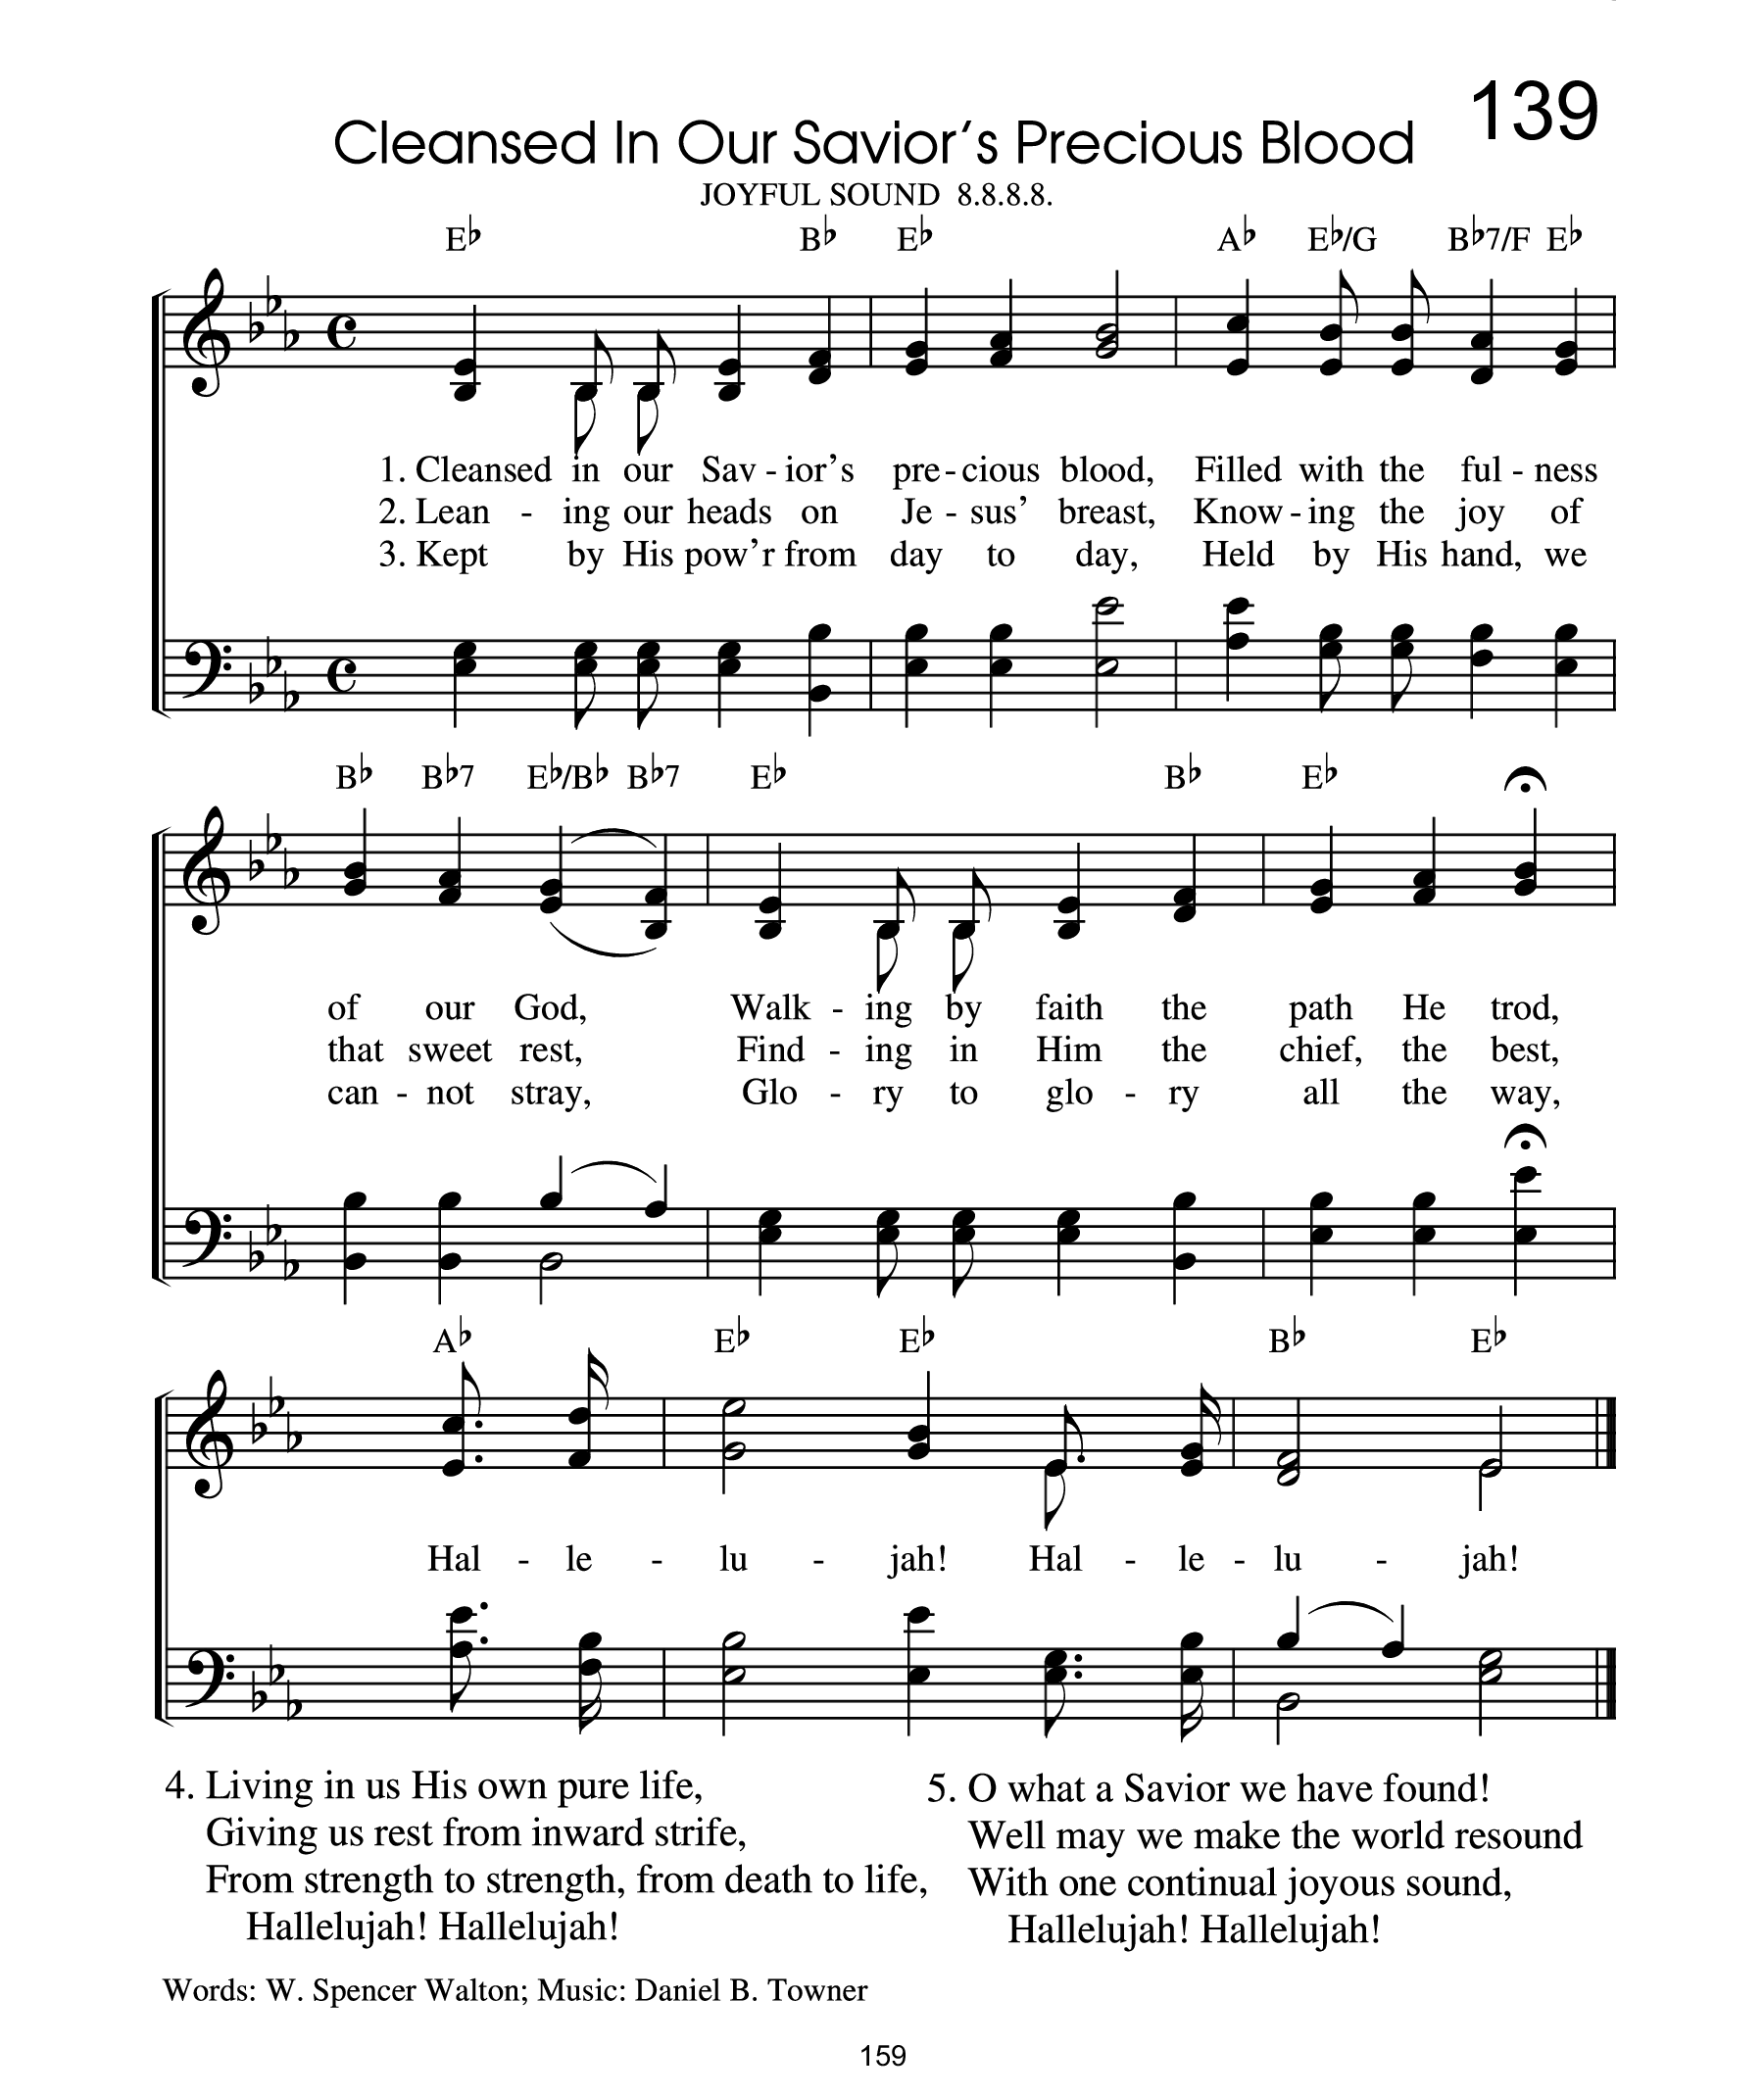 139
Cleansed In Our Savior's Precious Blood
JOYFUL SOUND 8.8.8.8.
E♭ B♭ E♭ A♭ E♭/G B♭7/F E♭
1. Cleansed in our Sav - ior's pre - cious blood, Filled with the ful - ness
2. Lean - ing our heads on Je - sus' breast, Know - ing the joy of
3. Kept by His pow'r from day to day, Held by His hand, we
B♭ B♭7 E♭/B♭ B♭7 E♭ B♭ E♭
of our God, Walk - ing by faith the path He trod,
that sweet rest, Find - ing in Him the chief, the best,
can - not stray, Glo - ry to glo - ry all the way,
A♭ E♭ E♭ B♭ E♭
Hal - le - lu - jah! Hal - le - lu - jah!
4. Living in us His own pure life,
Giving us rest from inward strife,
From strength to strength, from death to life,
Hallelujah! Hallelujah!
5. O what a Savior we have found!
Well may we make the world resound
With one continual joyous sound,
Hallelujah! Hallelujah!
Words: W. Spencer Walton; Music: Daniel B. Towner
159